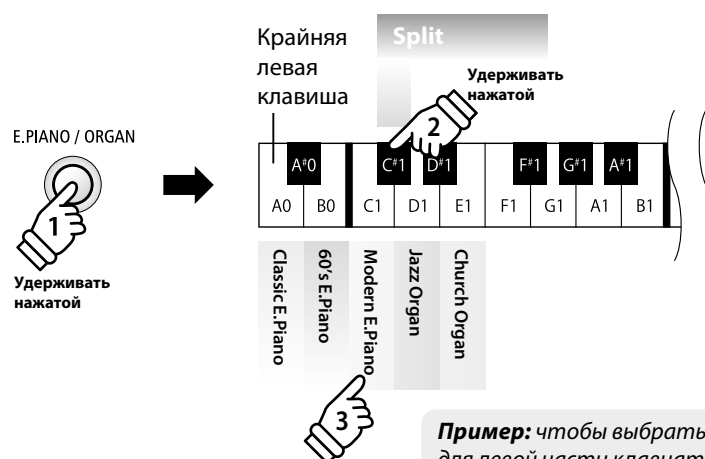 Крайняя
левая
клавиша
Split
Удерживать
нажатой
2
E.PIANO / ORGAN
1
Удерживать
нажатой
A#0
C#1
D#1
F#1
G#1
A#1
A0
B0
C1
D1
E1
F1
G1
A1
B1
Classic E.Piano
60's E.Piano
Modern E.Piano
Jazz Organ
Church Organ
3
Пример: чтобы выбрать